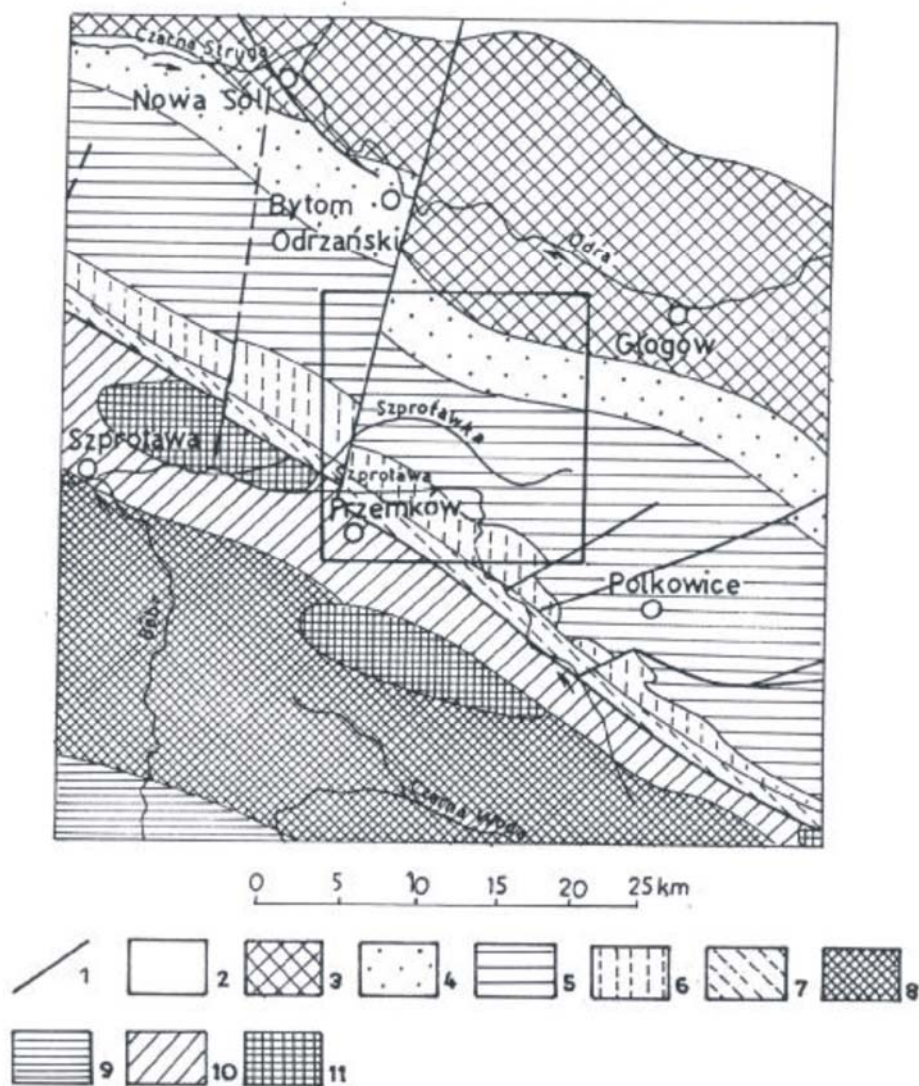 Czarna Struga
Nowa Sól
Bytom
Odrzański
Odra
Głogów
Szprotawka
Szprotawa
Szprotawa
Przemków
Polkowice
Bóbr
Czarna Woda
0 5 10 15 20 25 km
1 2 3 4 5 6 7 8
9 10 11